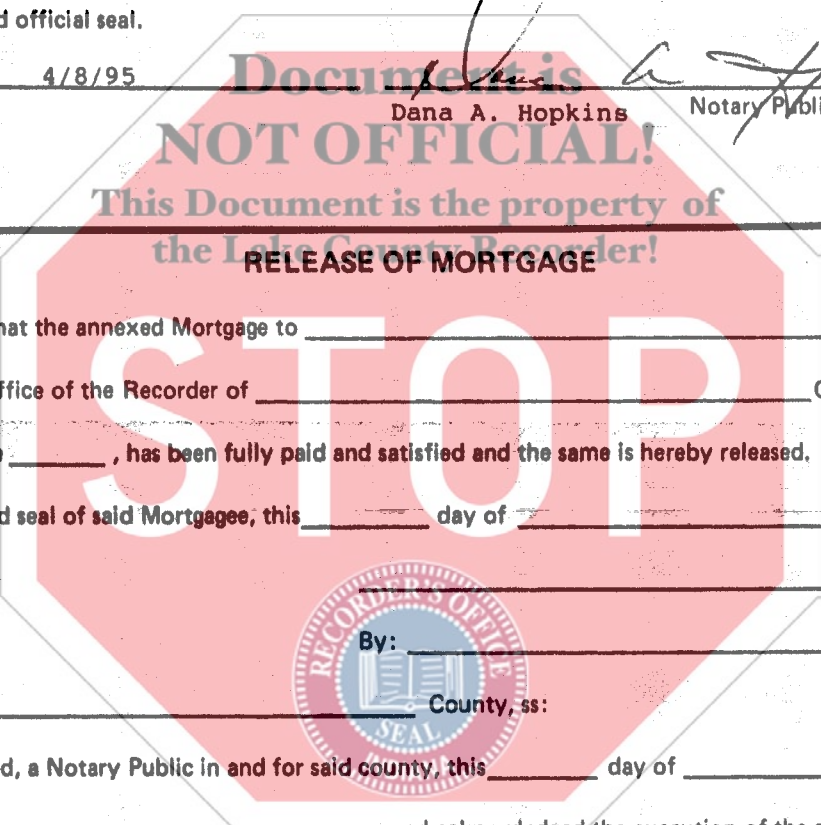 d official seal.
4/8/95
Document is
Dana A. Hopkins
Notary Publi
NOT OFFICIAL!
This Document is the property of
the Lake County Recorder!
RELEASE OF MORTGAGE
hat the annexed Mortgage to
ffice of the Recorder of
, has been fully paid and satisfied and the same is hereby released.
d seal of said Mortgagee, this day of
STOP
RECORDER'S OFFICE
By:
County, ss:
SEAL
d, a Notary Public in and for said county, this day of